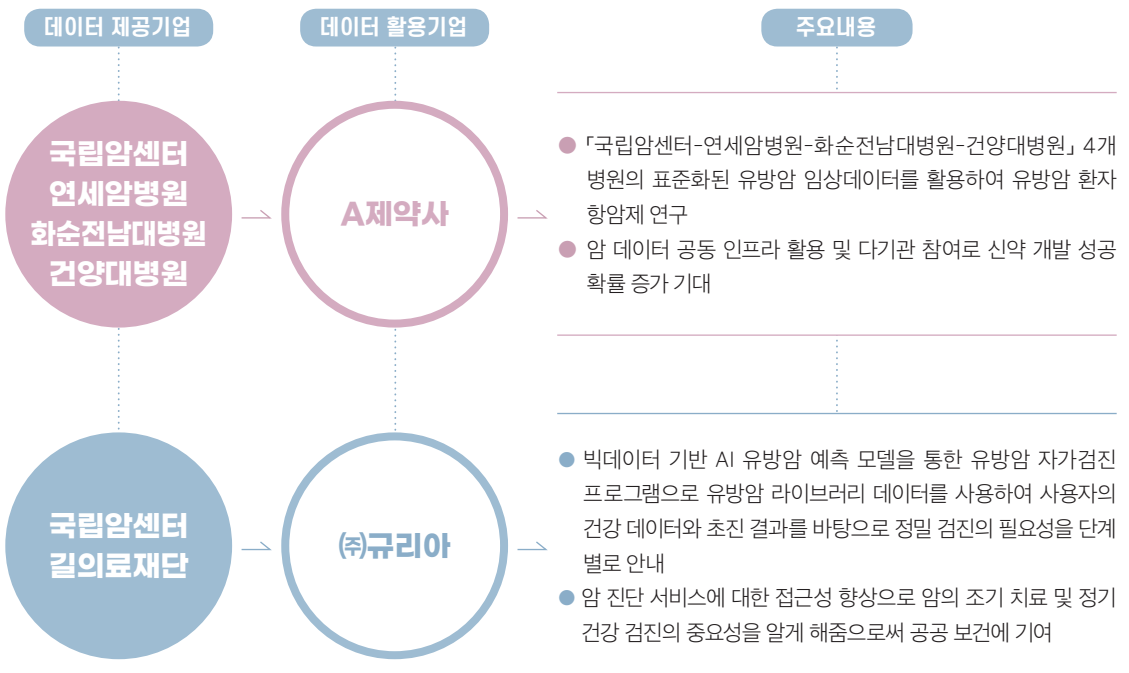 데이터 제공기업
데이터 활용기업
주요내용
국립암센터
연세암병원
화순전남대병원
건양대병원
A제약사
● 「국립암센터-연세암병원-화순전남대병원-건양대병원」 4개
병원의 표준화된 유방암 임상데이터를 활용하여 유방암 환자
항암제 연구
● 암 데이터 공동 인프라 활용 및 다기관 참여로 신약 개발 성공
확률 증가 기대
국립암센터
길의료재단
㈜규리아
● 빅데이터 기반 AI 유방암 예측 모델을 통한 유방암 자가검진
프로그램으로 유방암 라이브러리 데이터를 사용하여 사용자의
건강 데이터와 초진 결과를 바탕으로 정밀 검진의 필요성을 단계
별로 안내
● 암 진단 서비스에 대한 접근성 향상으로 암의 조기 치료 및 정기
건강 검진의 중요성을 알게 해줌으로써 공공 보건에 기여